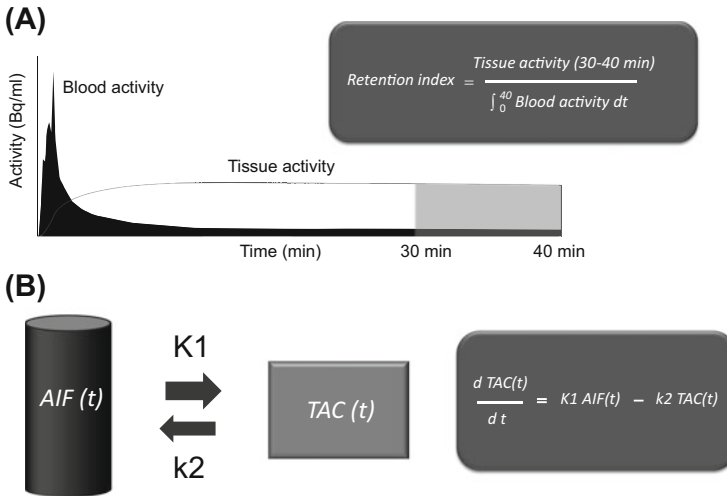 (A)
Activity (Bq/ml)
Blood activity
Tissue activity
Time (min)
30 min
40 min
Retention index = Tissue activity (30-40 min)
∫ 0 40 Blood activity dt
(B)
AIF (t)
K1
k2
TAC (t)
d TAC(t)
d t
= K1 AIF(t) − k2 TAC(t)